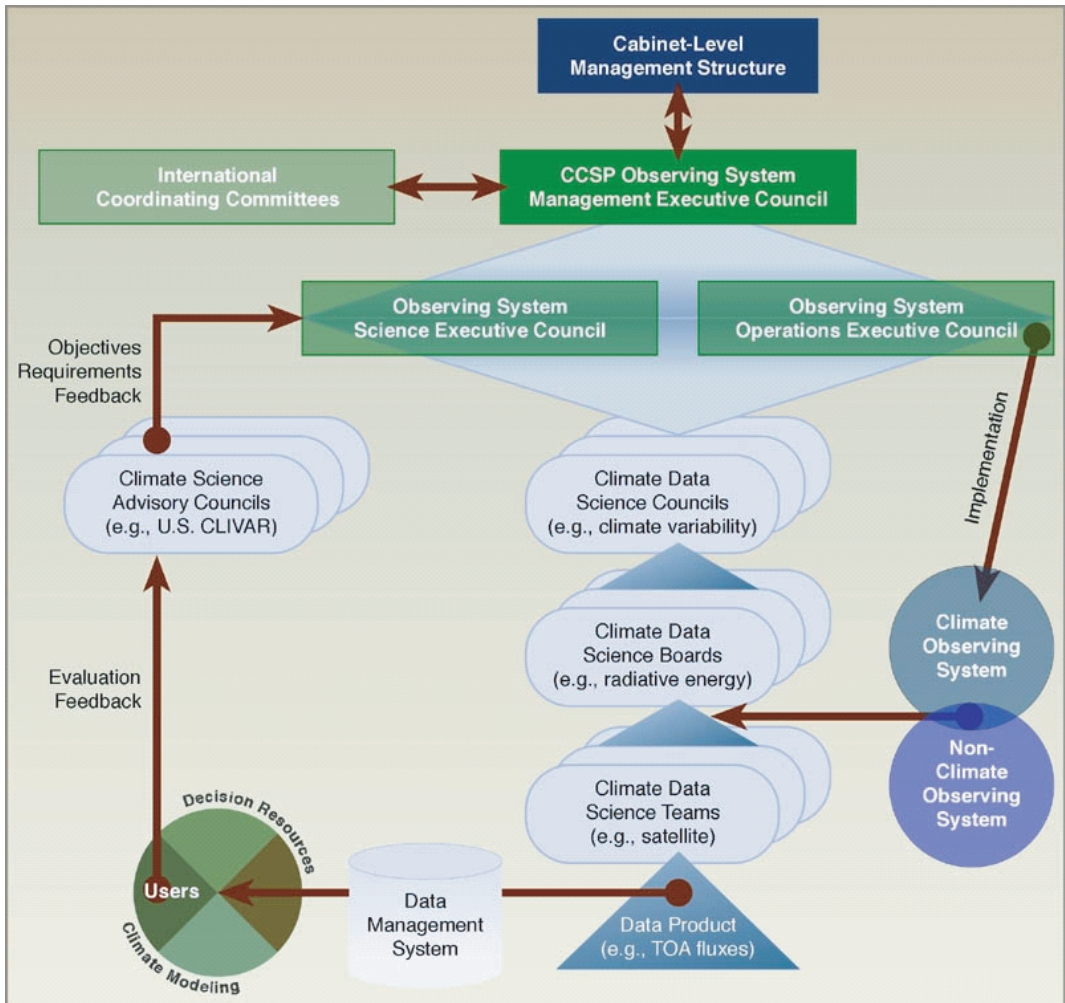 Cabinet-Level
Management Structure
International
Coordinating Committees
CCSP Observing System
Management Executive Council
Observing System
Science Executive Council
Observing System
Operations Executive Council
Objectives
Requirements
Feedback
Implementation
Climate Science
Advisory Councils
(e.g., U.S. CLIVAR)
Climate Data
Science Councils
(e.g., climate variability)
Climate Data
Science Boards
(e.g., radiative energy)
Climate
Observing
System
Evaluation
Feedback
Non-
Climate
Observing
System
Climate Data
Science Teams
(e.g., satellite)
Decision Resources
Users
Climate Modeling
Data
Management
System
Data Product
(e.g., TOA fluxes)